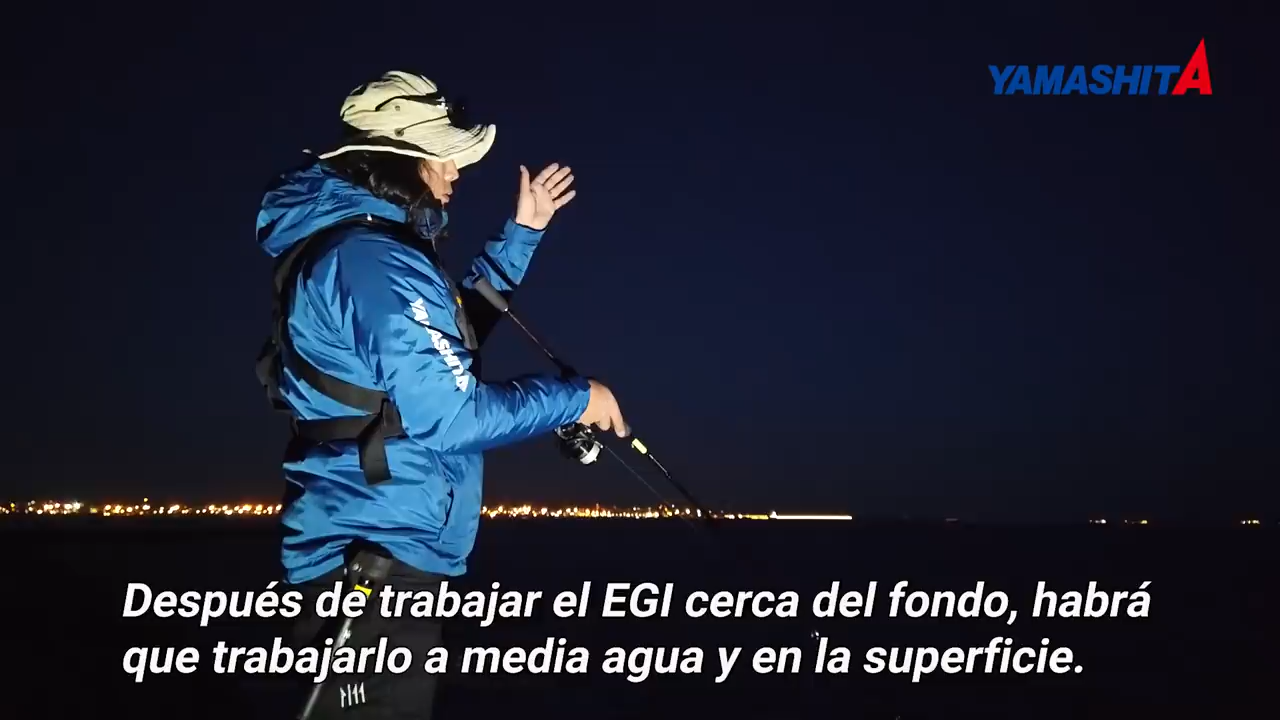 YAMASHITA
YAMASHITA
Después de trabajar el EGI cerca del fondo, habrá
que trabajarlo a media agua y en la superficie.